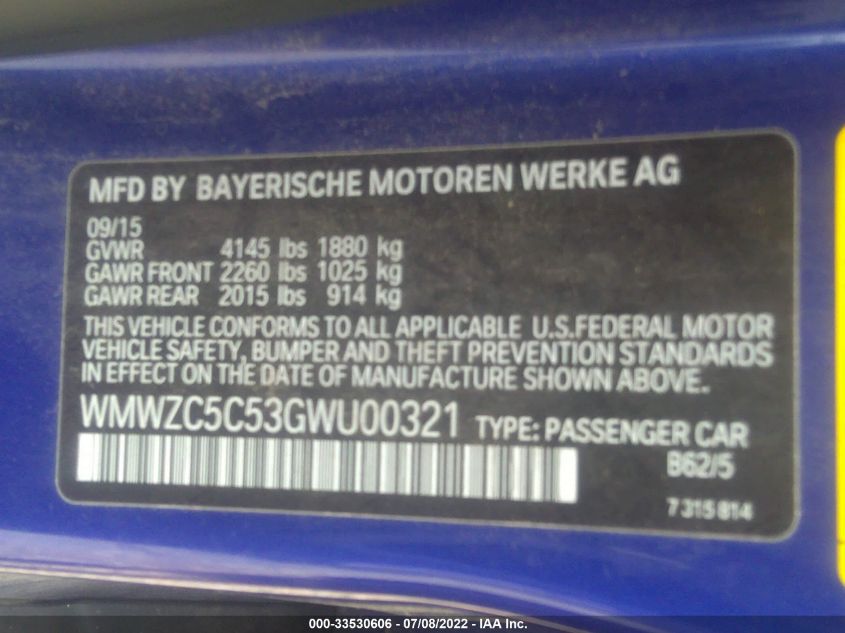 MFD BY BAYERISCHE MOTOREN WERKE AG
09/15
GVWR 4145 lbs 1880 kg
GAWR FRONT 2260 lbs 1025 kg
GAWR REAR 2015 lbs 914 kg
THIS VEHICLE CONFORMS TO ALL APPLICABLE U.S.FEDERAL MOTOR
VEHICLE SAFETY, BUMPER AND THEFT PREVENTION STANDARDS
IN EFFECT ON THE DATE OF MANUFACTURE SHOWN ABOVE.
WMWZC5C53GWU00321 TYPE: PASSENGER CAR
B62/5
7 315 814
000-33530606 - 07/08/2022 - IAA Inc.